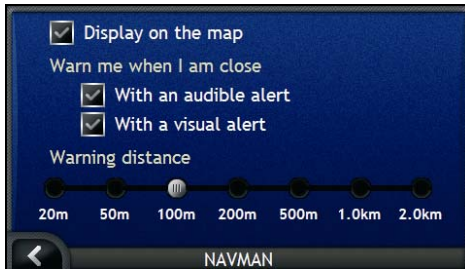 Display on the map
Warn me when I am close
With an audible alert
With a visual alert
Warning distance
20m 50m 100m 200m 500m 1.0km 2.0km
NAVMAN